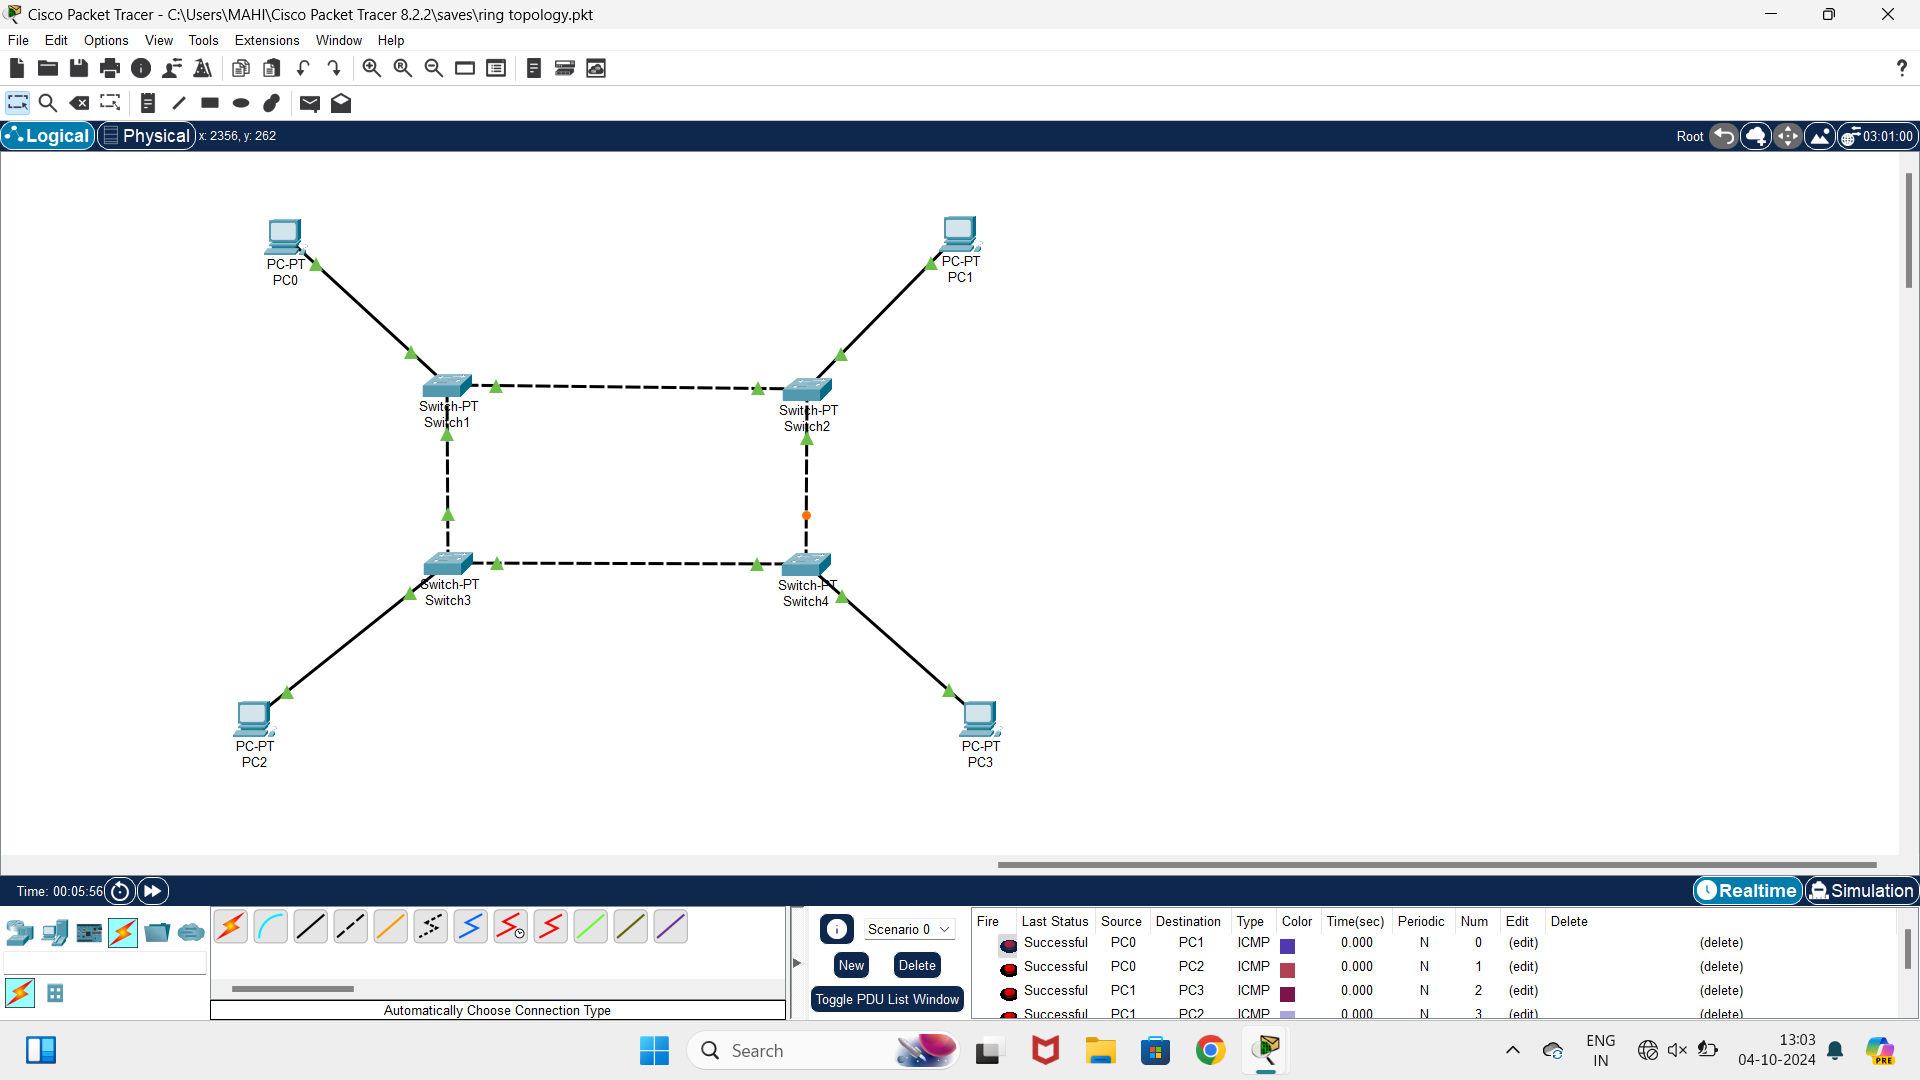 Cisco Packet Tracer - C:\Users\MAHI\Cisco Packet Tracer 8.2.2\saves\ring topology.pkt
File Edit Options View Tools Extensions Window Help
?
Logical Physical x: 2356, y: 262 Root 03:01:00
PC-PT
PC0
PC-PT
PC1
Switch-PT
Switch1
Switch-PT
Switch2
Switch-PT
Switch3
Switch-PT
Switch4
PC-PT
PC2
PC-PT
PC3
Time: 00:05:56 Realtime Simulation
Scenario 0
New Delete
Toggle PDU List Window
Automatically Choose Connection Type
Fire Last Status Source Destination Type Color Time(sec) Periodic Num Edit Delete
Successful PC0 PC1 ICMP 0.000 N 0 (edit) (delete)
Successful PC0 PC2 ICMP 0.000 N 1 (edit) (delete)
Successful PC1 PC3 ICMP 0.000 N 2 (edit) (delete)
Successful PC1 PC2 ICMP 0.000 N 3 (edit) (delete)
Search
PRE
ENG
IN
13:03
04-10-2024